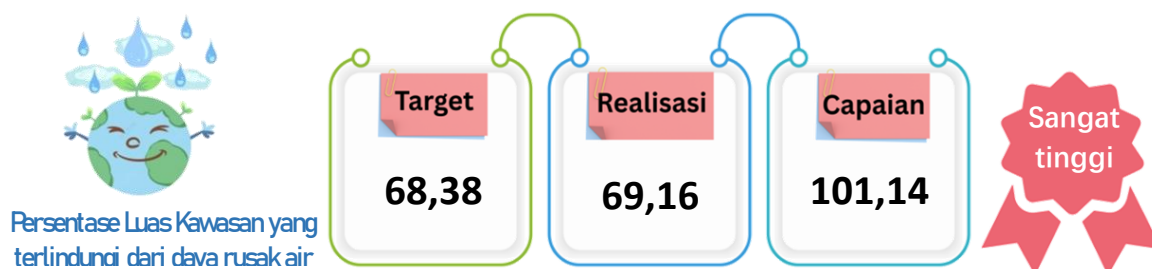 Target
Realisasi
Capaian
Sangat
tinggi
68,38
69,16
101,14
Persentase Luas Kawasan yang
terlindungi dari daya rusak air